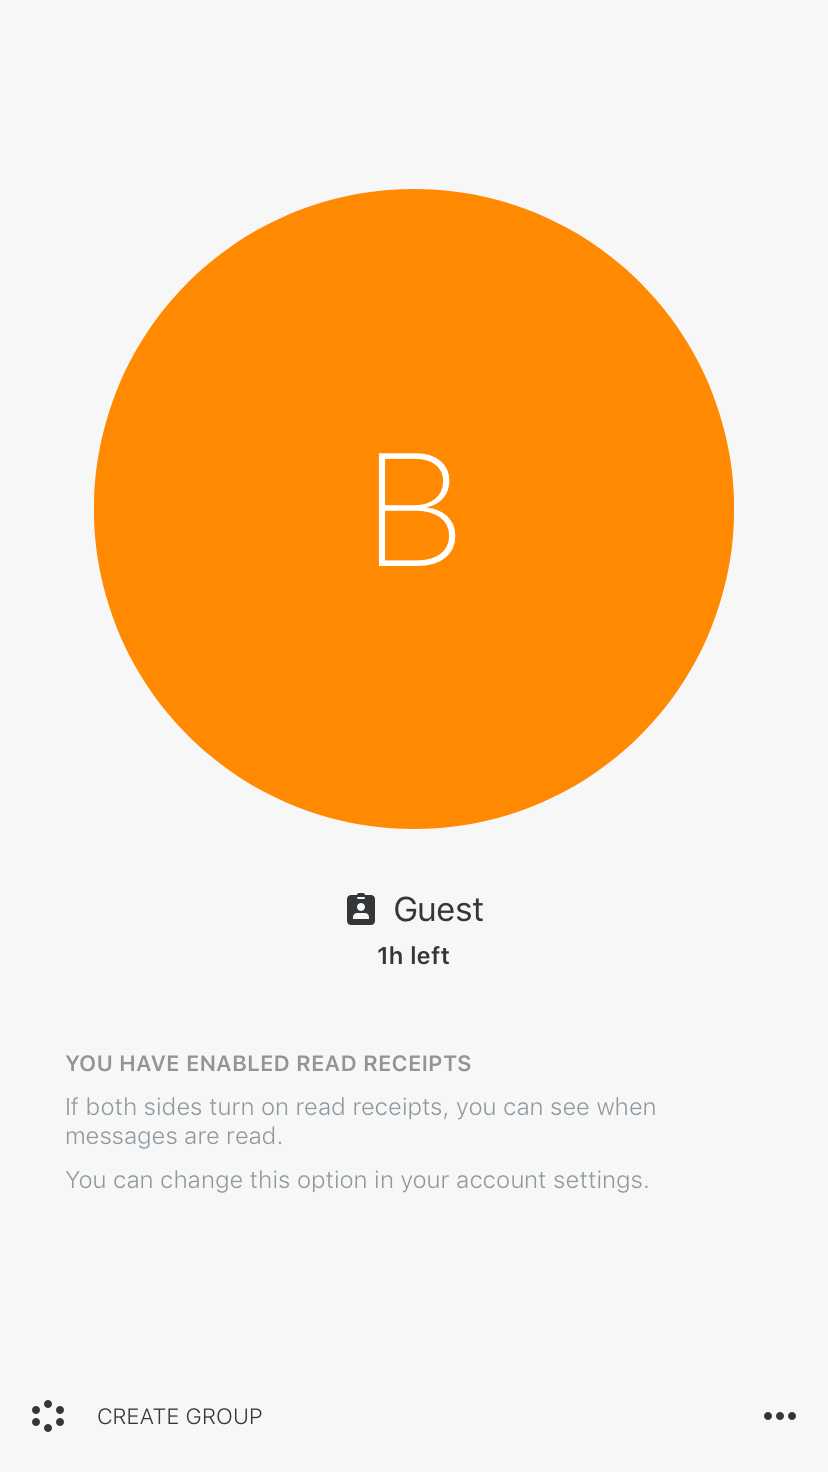 B
Guest
1h left
YOU HAVE ENABLED READ RECEIPTS
If both sides turn on read receipts, you can see when
messages are read.
You can change this option in your account settings.
CREATE GROUP